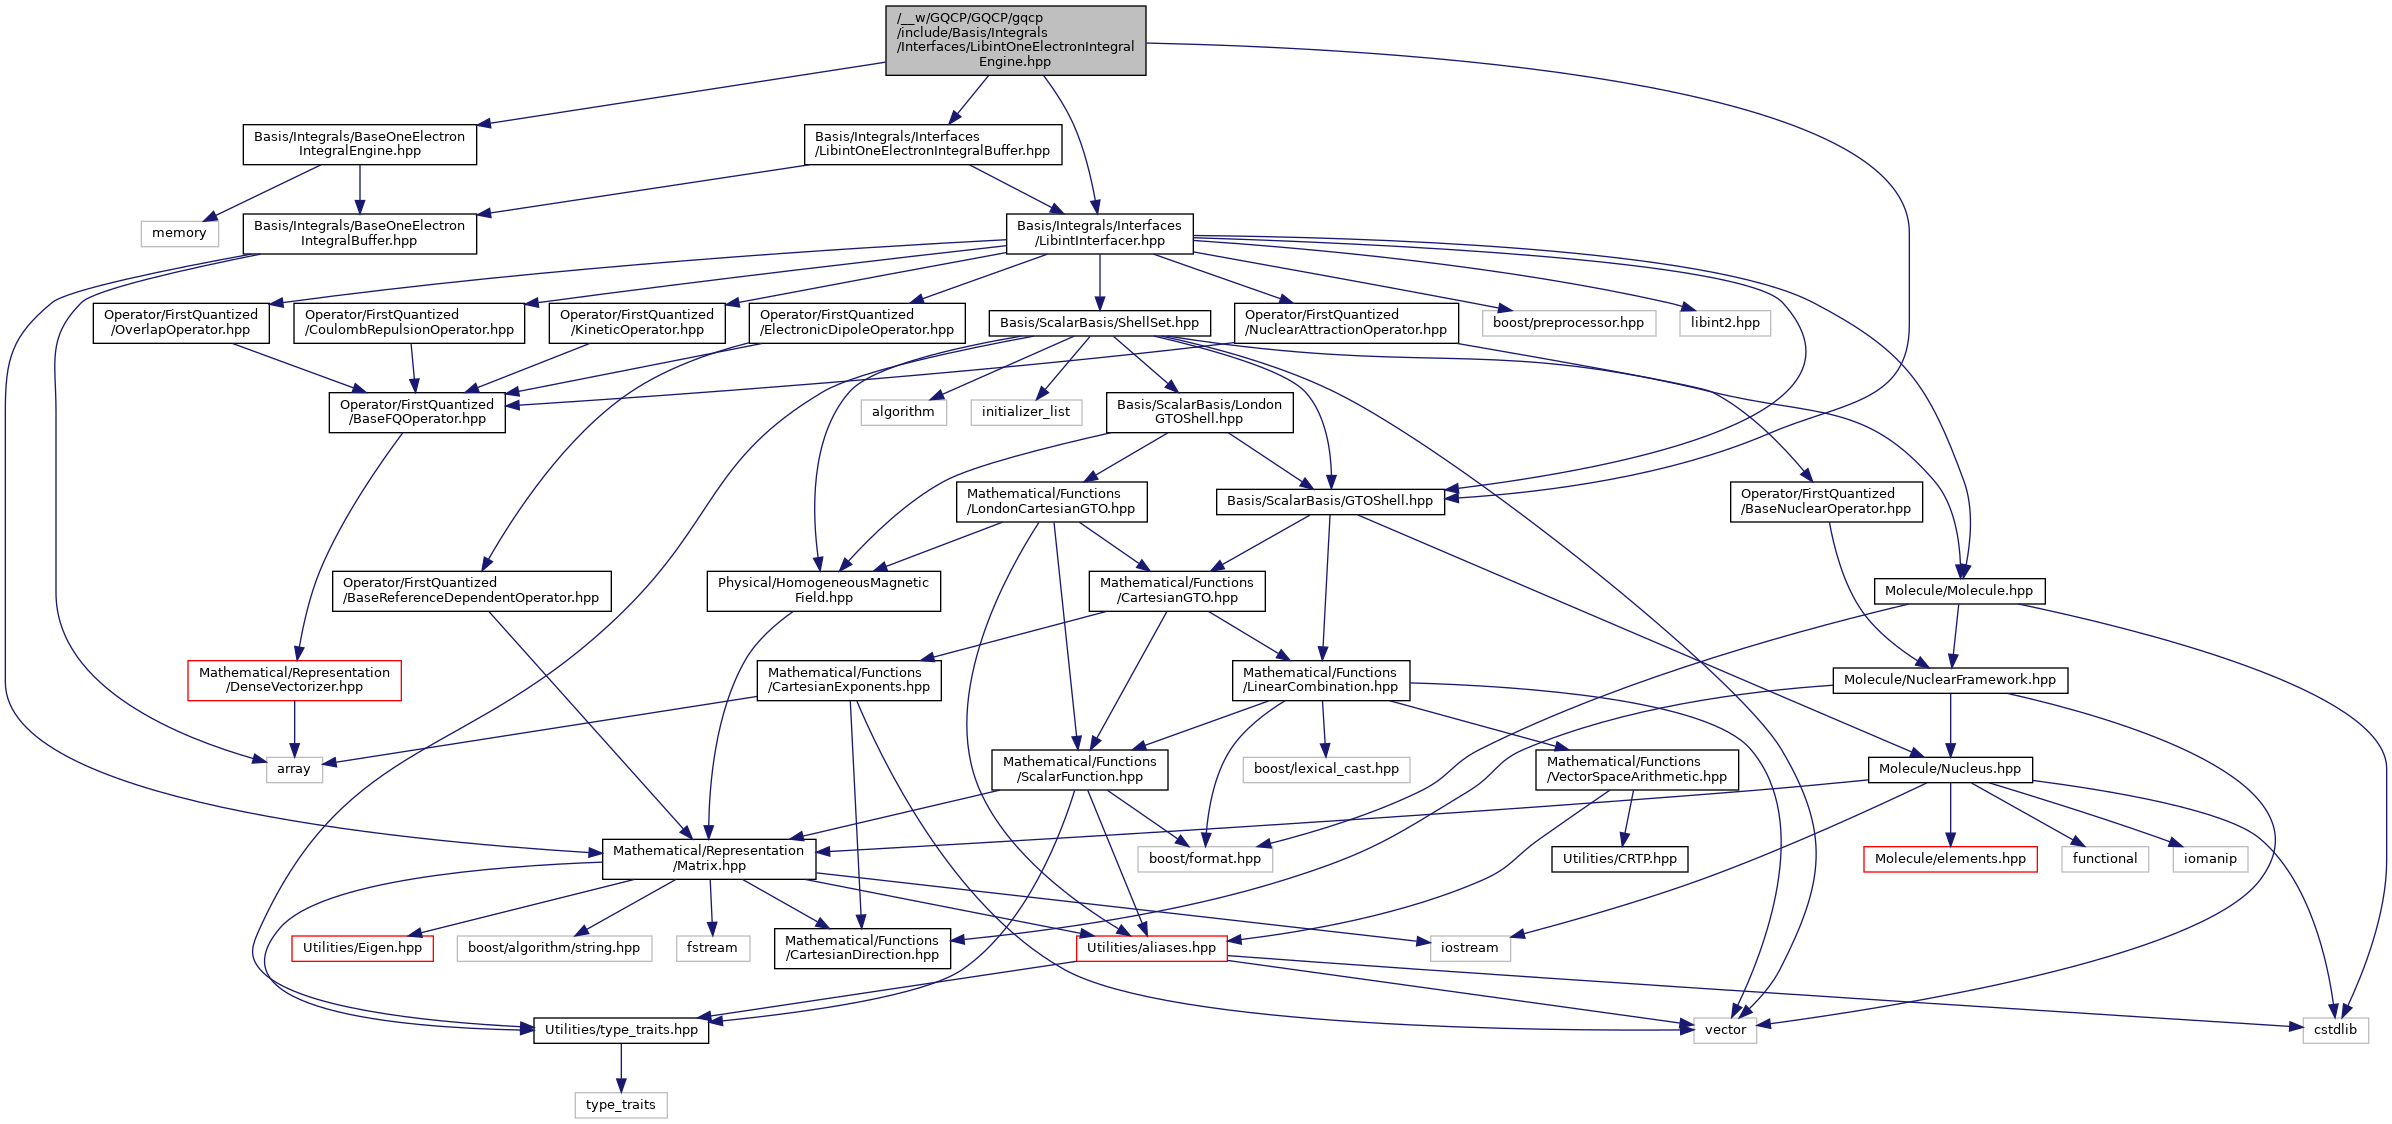 /__w/GQCP/GQCP/gqcp
/include/Basis/Integrals
/Interfaces/LibintOneElectronIntegral
Engine.hpp
Basis/Integrals/BaseOneElectron
IntegralEngine.hpp
Basis/Integrals/Interfaces
/LibintOneElectronIntegralBuffer.hpp
memory
Basis/Integrals/BaseOneElectron
IntegralBuffer.hpp
Basis/Integrals/Interfaces
/LibintInterfacer.hpp
Operator/FirstQuantized
/OverlapOperator.hpp
Operator/FirstQuantized
/CoulombRepulsionOperator.hpp
Operator/FirstQuantized
/KineticOperator.hpp
Operator/FirstQuantized
/ElectronicDipoleOperator.hpp
Basis/ScalarBasis/ShellSet.hpp
Operator/FirstQuantized
/NuclearAttractionOperator.hpp
boost/preprocessor.hpp
libint2.hpp
Operator/FirstQuantized
/BaseFQOperator.hpp
algorithm
initializer_list
Basis/ScalarBasis/London
GTOShell.hpp
Mathematical/Functions
/LondonCartesianGTO.hpp
Basis/ScalarBasis/GTOShell.hpp
Operator/FirstQuantized
/BaseNuclearOperator.hpp
Operator/FirstQuantized
/BaseReferenceDependentOperator.hpp
Physical/HomogeneousMagnetic
Field.hpp
Mathematical/Functions
/CartesianGTO.hpp
Molecule/Molecule.hpp
Mathematical/Representation
/DenseVectorizer.hpp
Mathematical/Functions
/CartesianExponents.hpp
Mathematical/Functions
/LinearCombination.hpp
Molecule/NuclearFramework.hpp
array
Mathematical/Functions
/ScalarFunction.hpp
boost/lexical_cast.hpp
Mathematical/Functions
/VectorSpaceArithmetic.hpp
Molecule/Nucleus.hpp
Mathematical/Representation
/Matrix.hpp
boost/format.hpp
Utilities/CRTP.hpp
Molecule/elements.hpp
functional
iomanip
Utilities/Eigen.hpp
boost/algorithm/string.hpp
fstream
Mathematical/Functions
/CartesianDirection.hpp
Utilities/aliases.hpp
iostream
Utilities/type_traits.hpp
vector
cstdlib
type_traits